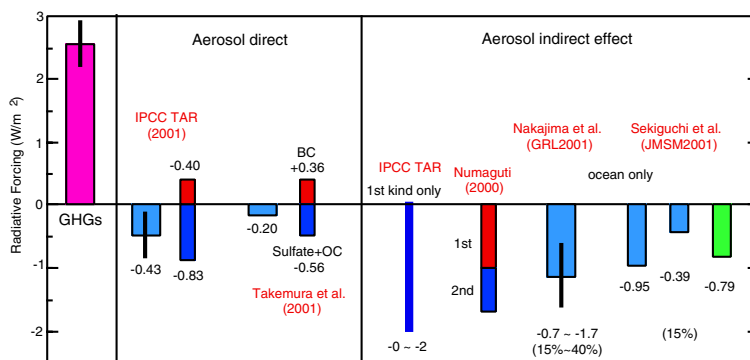 Radiative Forcing (W/m 2)
3
2
1
0
-1
-2
GHGs
Aerosol direct
IPCC TAR
(2001)
-0.40
-0.43
-0.83
BC
+0.36
-0.20
Sulfate+OC
-0.56
Takemura et al.
(2001)
Aerosol indirect effect
IPCC TAR
1st kind only
-0 ~ -2
Numaguti
(2000)
1st
2nd
Nakajima et al.
(GRL2001)
ocean only
-0.7 ~ -1.7
(15%~40%)
Sekiguchi et al.
(JMSM2001)
-0.95
-0.39
-0.79
(15%)